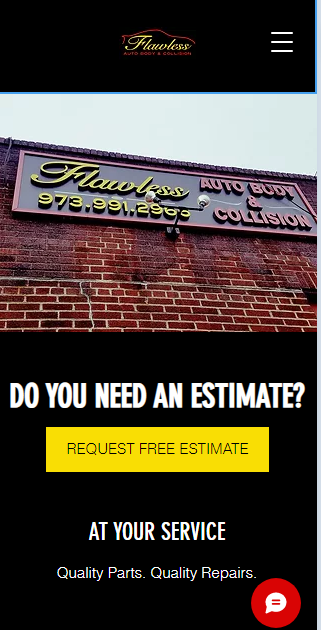 Flawless
AUTO BODY & COLLISION
Flawless AUTO BODY
&
973.991.2963 COLLISION
DO YOU NEED AN ESTIMATE?
REQUEST FREE ESTIMATE
AT YOUR SERVICE
Quality Parts. Quality Repairs.